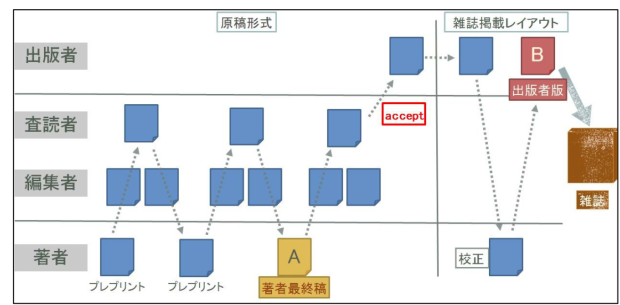 原稿形式
雑誌掲載レイアウト
出版者
B
出版者版
査読者
accept
編集者
雑誌
著者
プレプリント
プレプリント
A
著者最終稿
校正